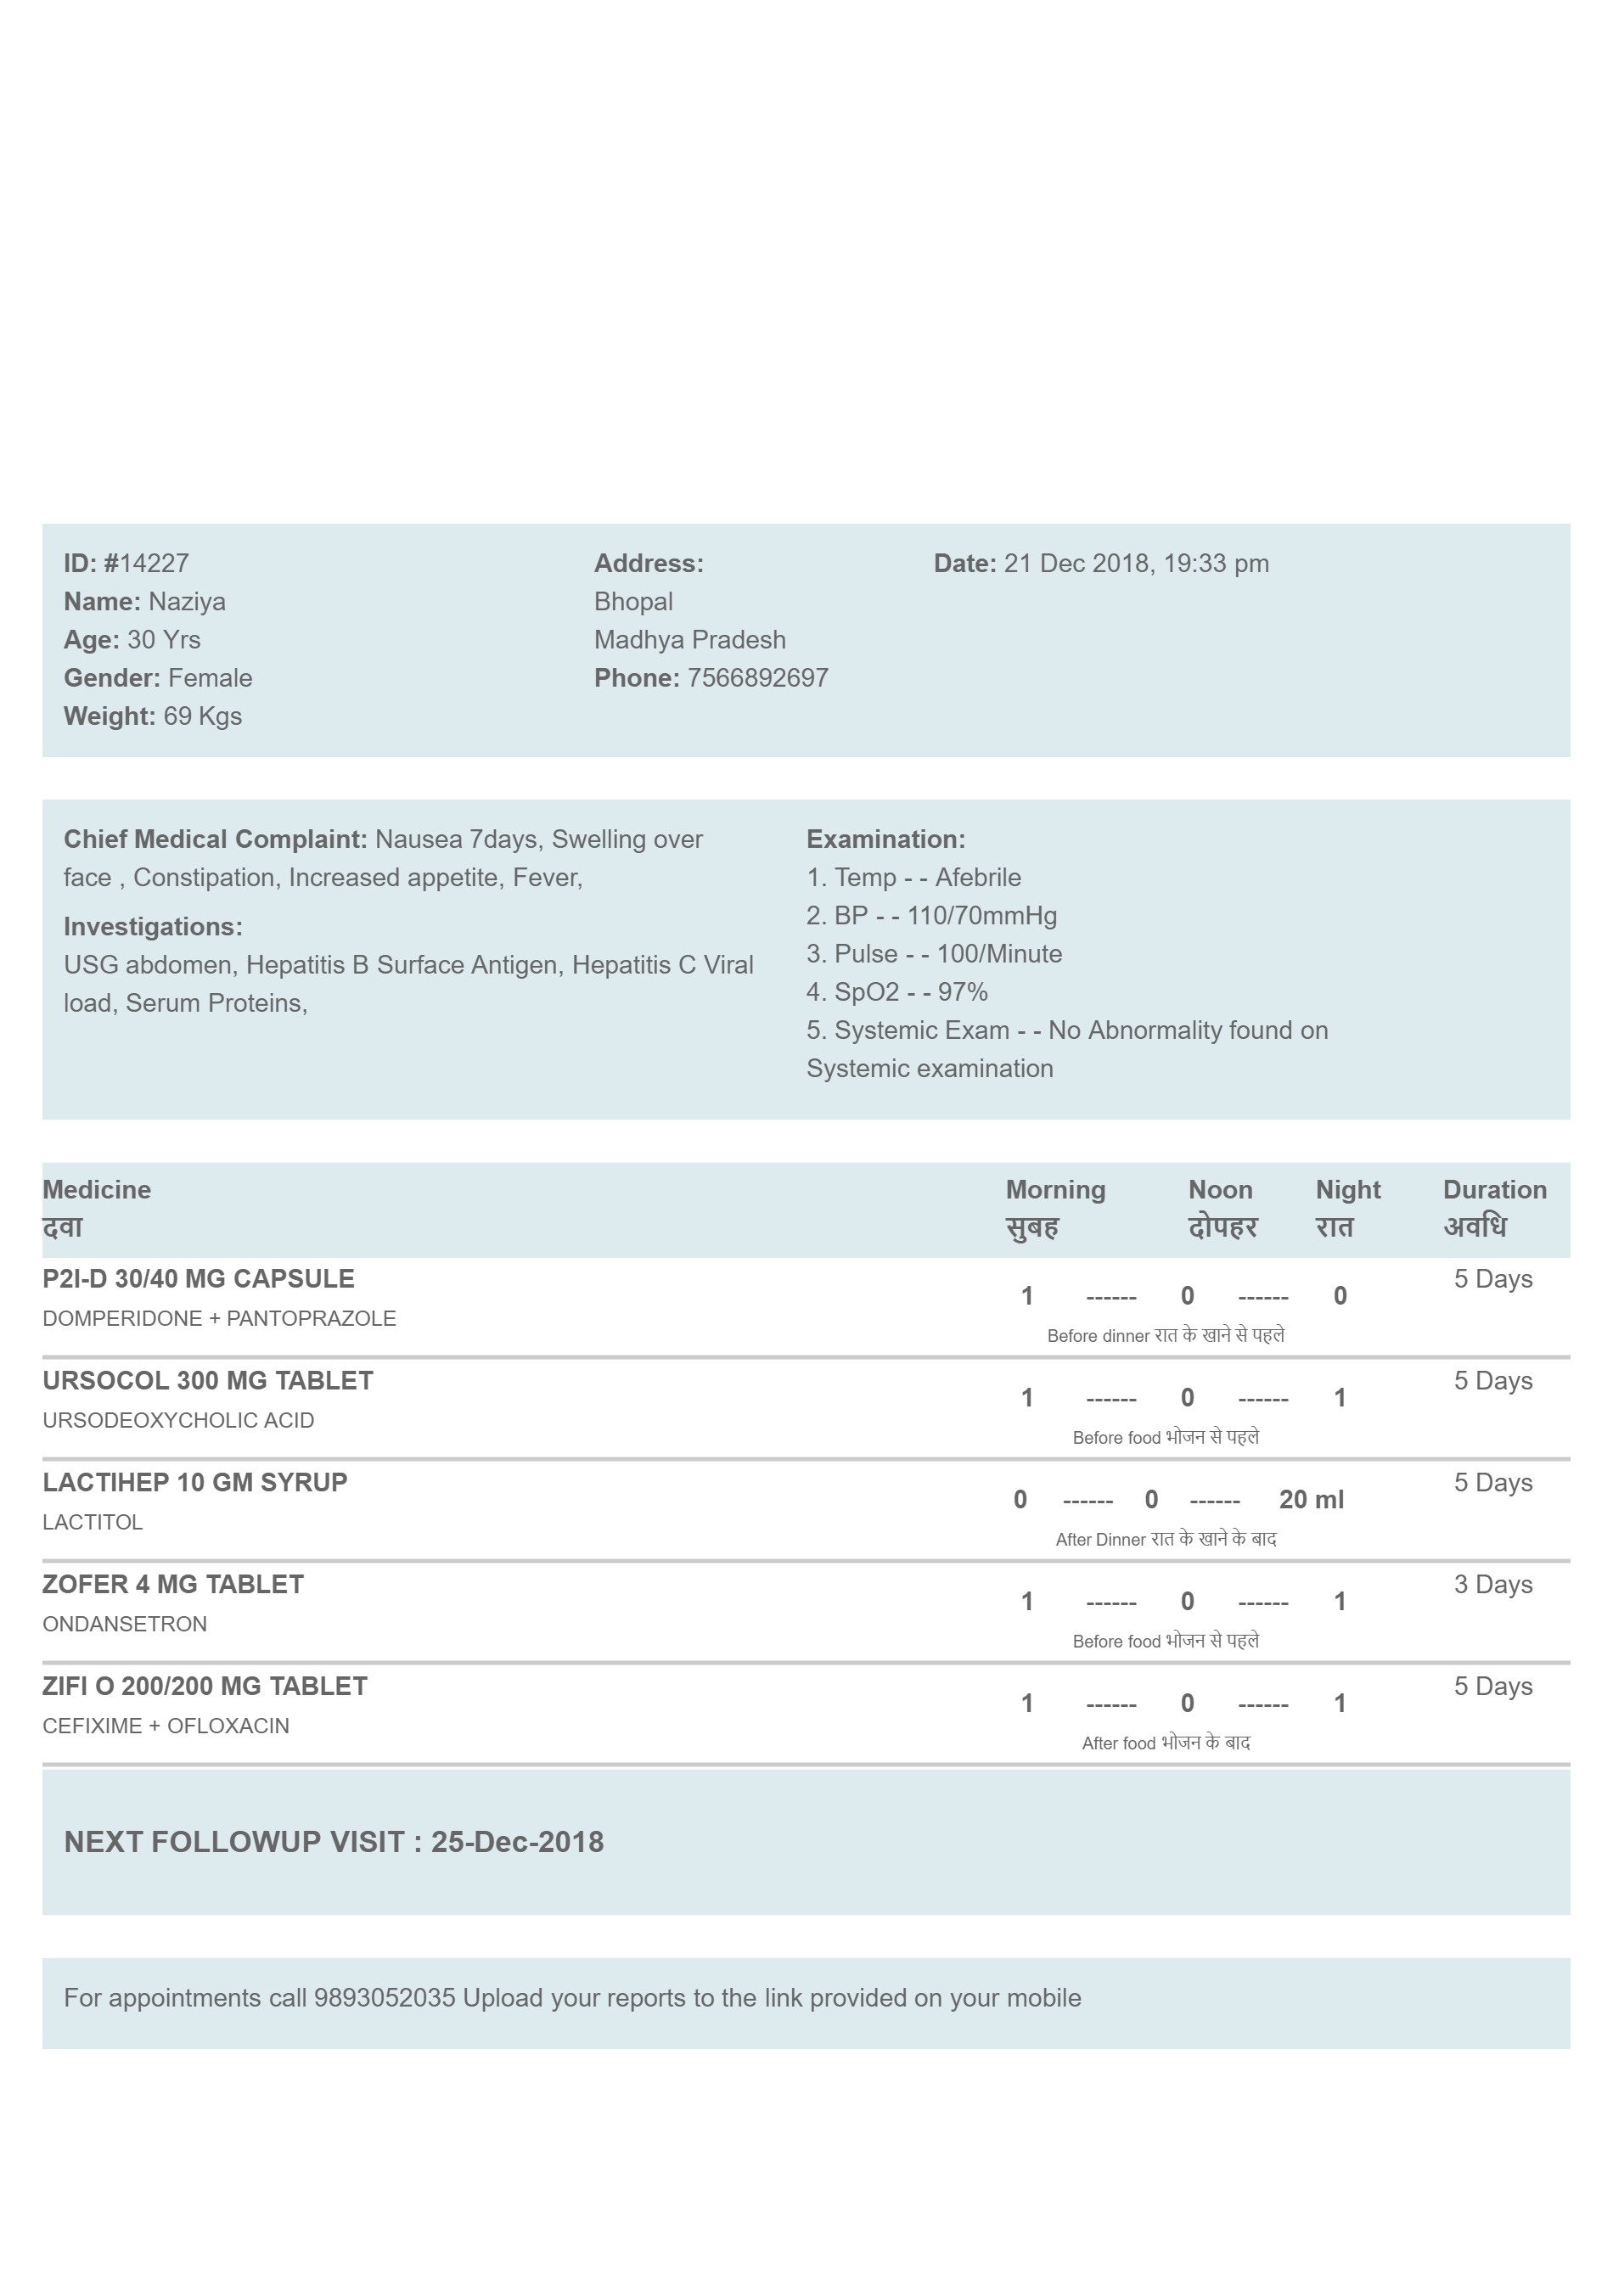 ID: #14227
Name: Naziya
Age: 30 Yrs
Gender: Female
Weight: 69 Kgs
Address:
Bhopal
Madhya Pradesh
Phone: 7566892697
Date: 21 Dec 2018, 19:33 pm
Chief Medical Complaint: Nausea 7days, Swelling over
face , Constipation, Increased appetite, Fever,
Investigations:
USG abdomen, Hepatitis B Surface Antigen, Hepatitis C Viral
load, Serum Proteins,
Examination:
1. Temp - - Afebrile
2. BP - - 110/70mmHg
3. Pulse - - 100/Minute
4. SpO2 - - 97%
5. Systemic Exam - - No Abnormality found on
Systemic examination
Medicine Morning Noon Night Duration
दवा सुबह दोपहर रात अवधि
P2I-D 30/40 MG CAPSULE 1 ------ 0 ------ 0 5 Days
DOMPERIDONE + PANTOPRAZOLE Before dinner रात के खाने से पहले
URSOCOL 300 MG TABLET 1 ------ 0 ------ 1 5 Days
URSODEOXYCHOLIC ACID Before food भोजन से पहले
LACTIHEP 10 GM SYRUP 0 ------ 0 ------ 20 ml 5 Days
LACTITOL After Dinner रात के खाने के बाद
ZOFER 4 MG TABLET 1 ------ 0 ------ 1 3 Days
ONDANSETRON Before food भोजन से पहले
ZIFI O 200/200 MG TABLET 1 ------ 0 ------ 1 5 Days
CEFIXIME + OFLOXACIN After food भोजन के बाद
NEXT FOLLOWUP VISIT : 25-Dec-2018
For appointments call 9893052035 Upload your reports to the link provided on your mobile